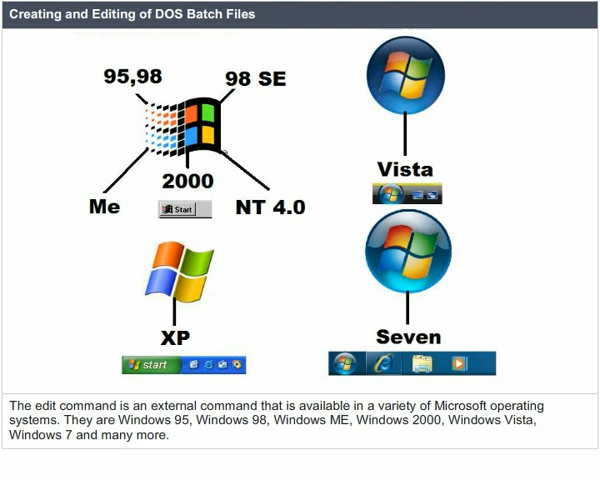 Creating and Editing of DOS Batch Files
95,98
98 SE
2000
Me
NT 4.0
Start
Vista
XP
start
Seven
The edit command is an external command that is available in a variety of Microsoft operating
systems. They are Windows 95, Windows 98, Windows ME, Windows 2000, Windows Vista,
Windows 7 and many more.